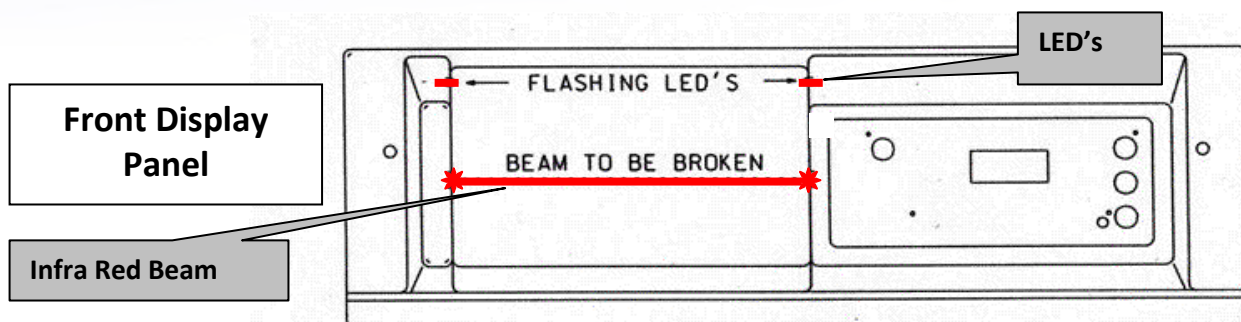 LED’s
FLASHING LED'S
Front Display
Panel
BEAM TO BE BROKEN
Infra Red Beam